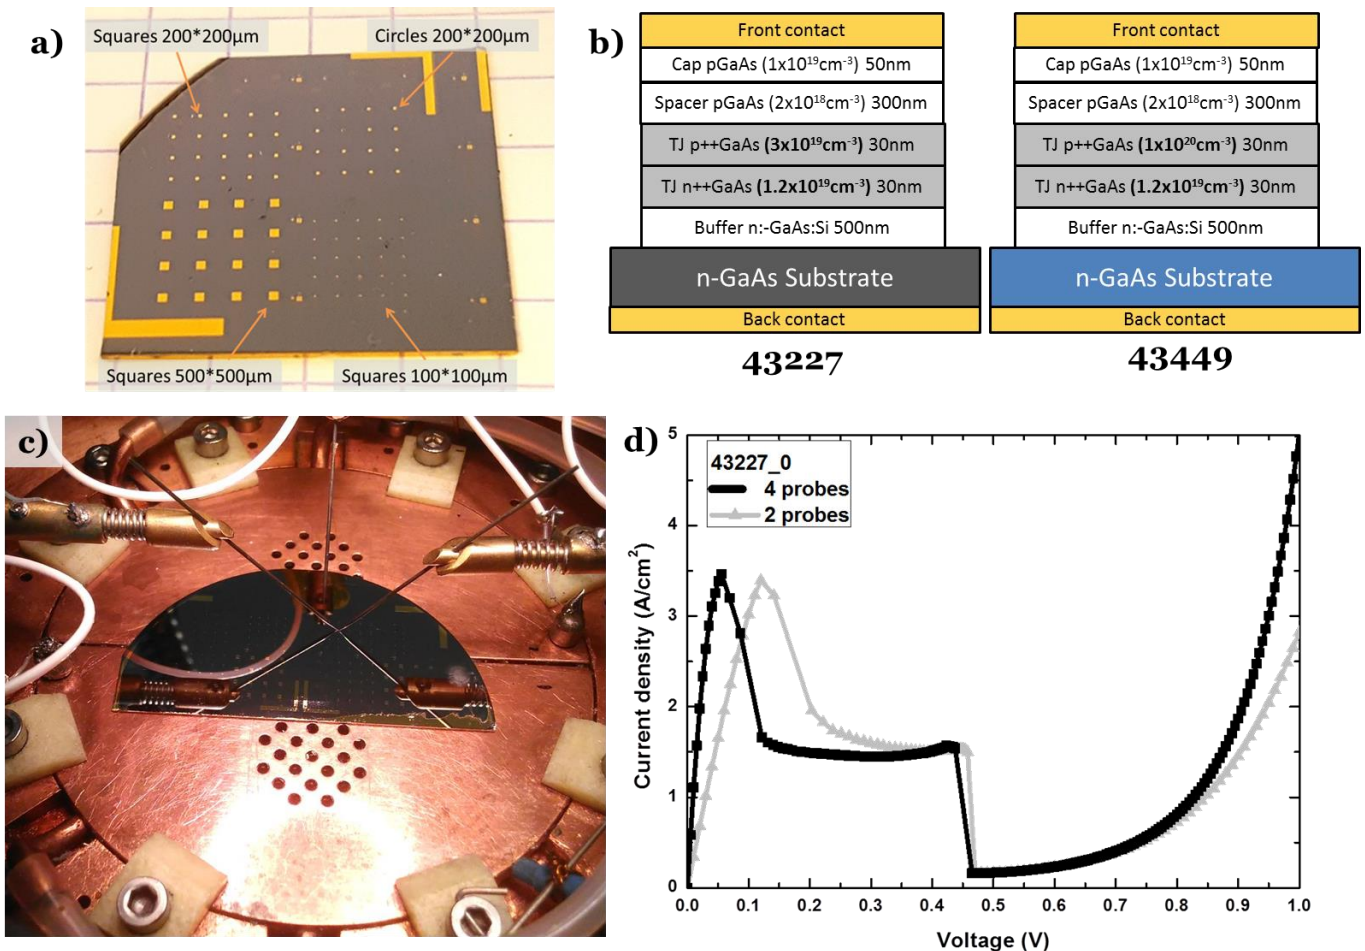 a)
Squares 200*200µm
Circles 200*200µm
Squares 500*500µm
Squares 100*100µm
b)
Front contact
Cap pGaAs (1x10¹⁹cm⁻³) 50nm
Spacer pGaAs (2x10¹⁸cm⁻³) 300nm
TJ p++GaAs (3x10¹⁹cm⁻³) 30nm
TJ n++GaAs (1.2x10¹⁹cm⁻³) 30nm
Buffer n:-GaAs:Si 500nm
n-GaAs Substrate
Back contact
43227
Front contact
Cap pGaAs (1x10¹⁹cm⁻³) 50nm
Spacer pGaAs (2x10¹⁸cm⁻³) 300nm
TJ p++GaAs (1x10²⁰cm⁻³) 30nm
TJ n++GaAs (1.2x10¹⁹cm⁻³) 30nm
Buffer n:-GaAs:Si 500nm
n-GaAs Substrate
Back contact
43449
c)
d)
43227_0
4 probes
2 probes
Current density (A/cm²)
5
4
3
2
1
0
0.0 0.1 0.2 0.3 0.4 0.5 0.6 0.7 0.8 0.9 1.0
Voltage (V)